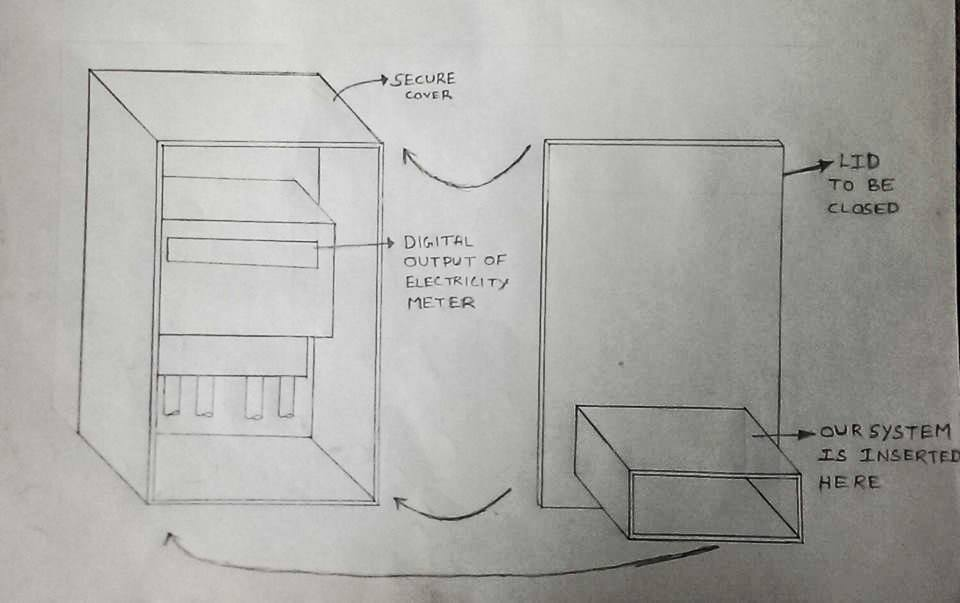 SECURE
COVER
LID
TO BE
CLOSED
DIGITAL
OUTPUT OF
ELECTRICITY
METER
OUR SYSTEM
IS INSERTED
HERE